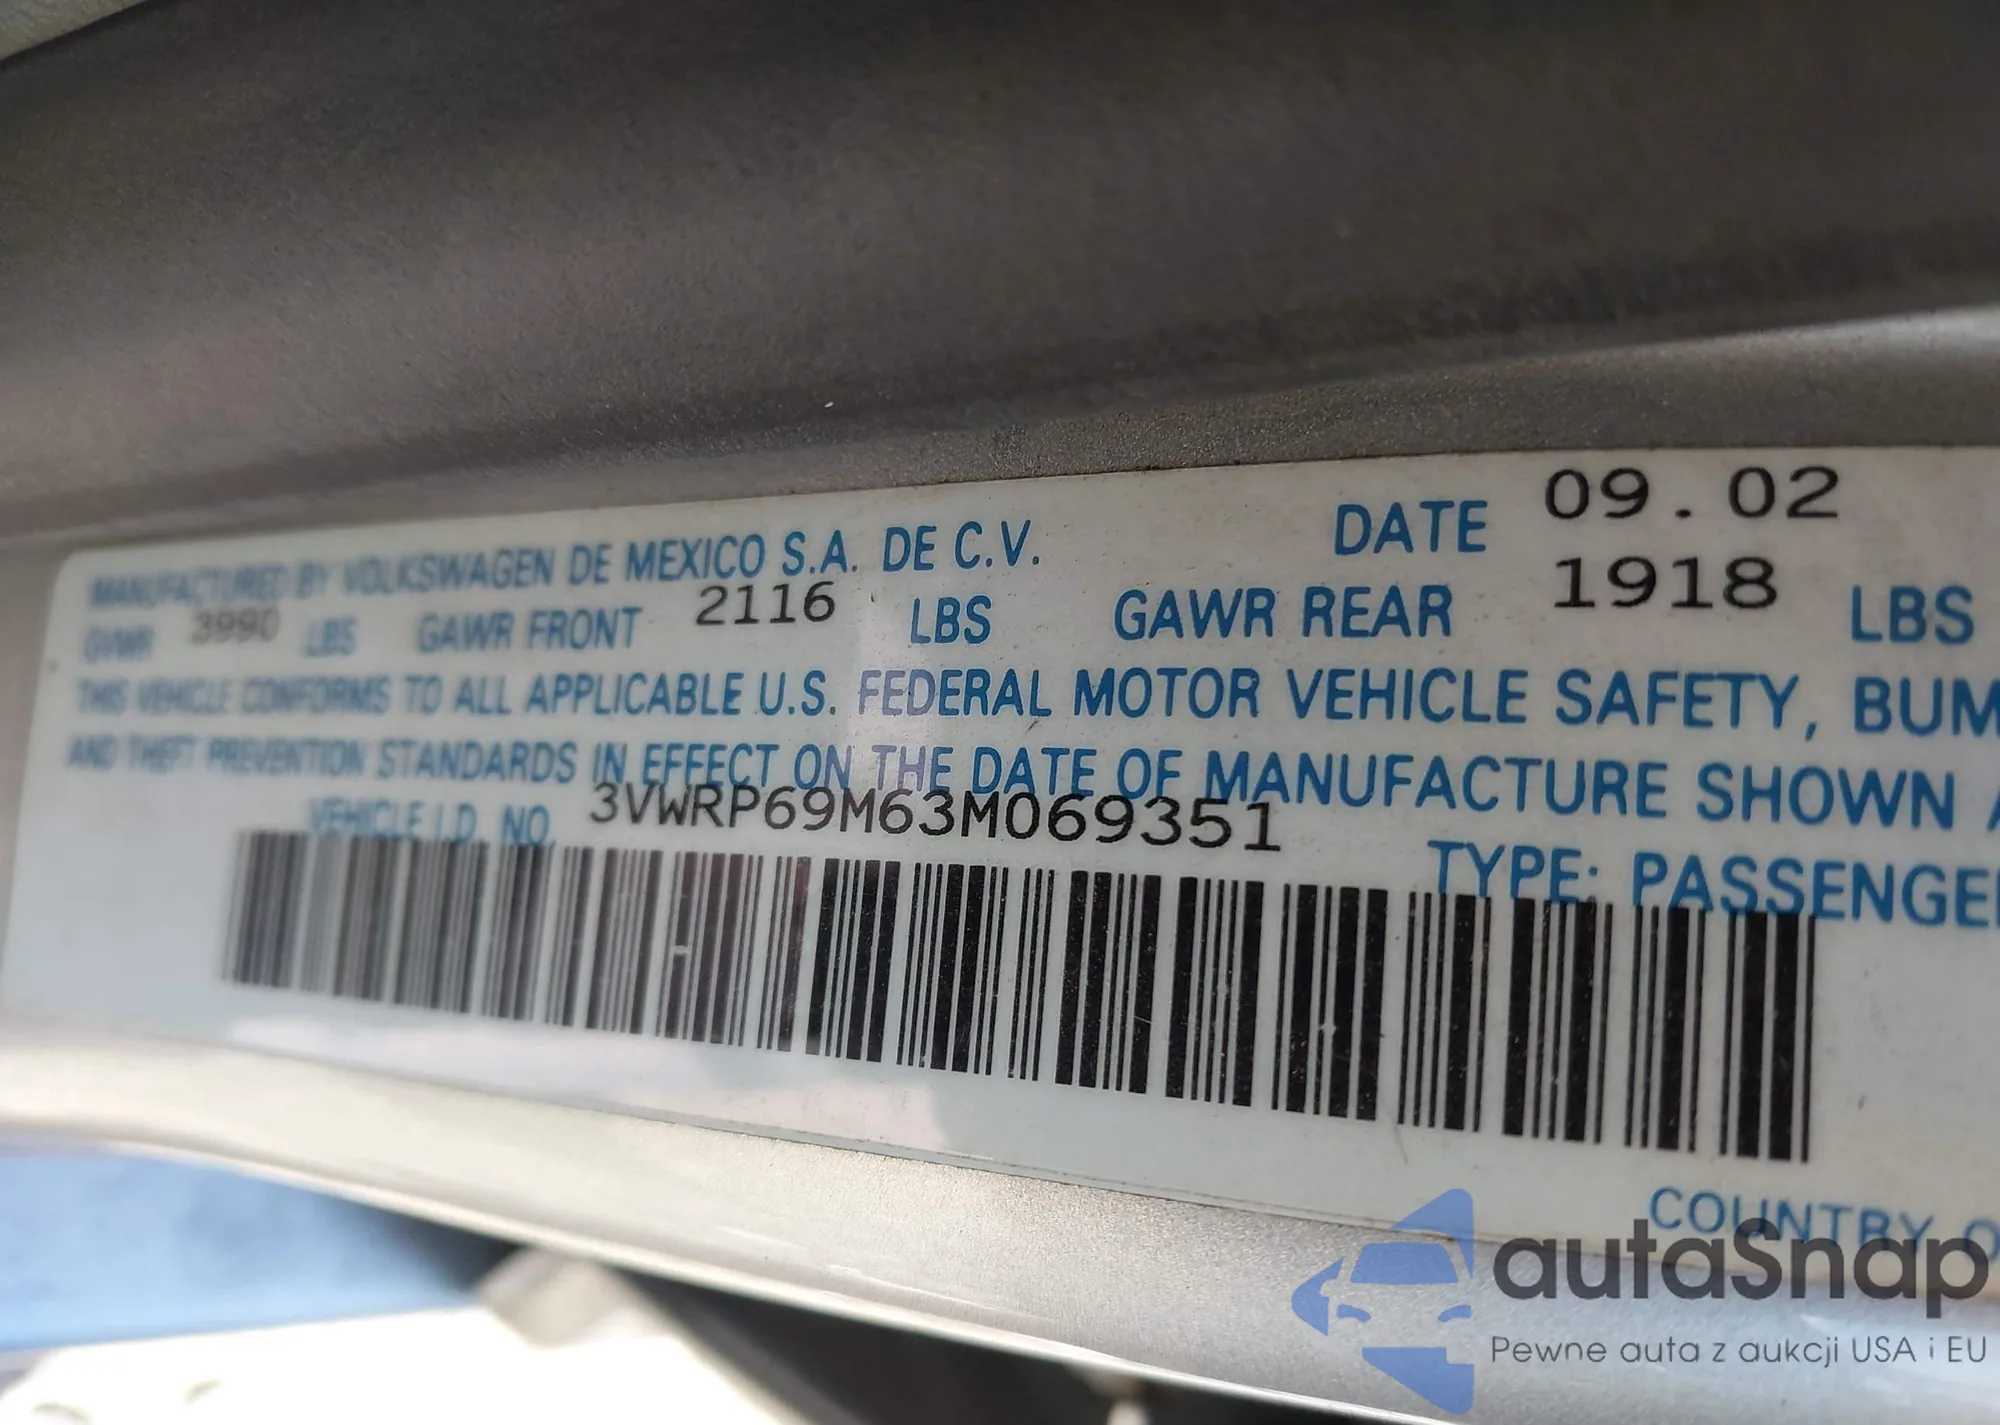 MANUFACTURED BY VOLKSWAGEN DE MEXICO S.A. DE C.V. DATE 09.02
GVWR 3990 LBS GAWR FRONT 2116 LBS GAWR REAR 1918 LBS
THIS VEHICLE CONFORMS TO ALL APPLICABLE U.S. FEDERAL MOTOR VEHICLE SAFETY, BUM
AND THEFT PREVENTION STANDARDS IN EFFECT ON THE DATE OF MANUFACTURE SHOWN A
VEHICLE I.D. NO. 3VWRP69M63M069351
TYPE: PASSENGE
COUNTRY O
autaSnap
Pewne auta z aukcji USA i EU